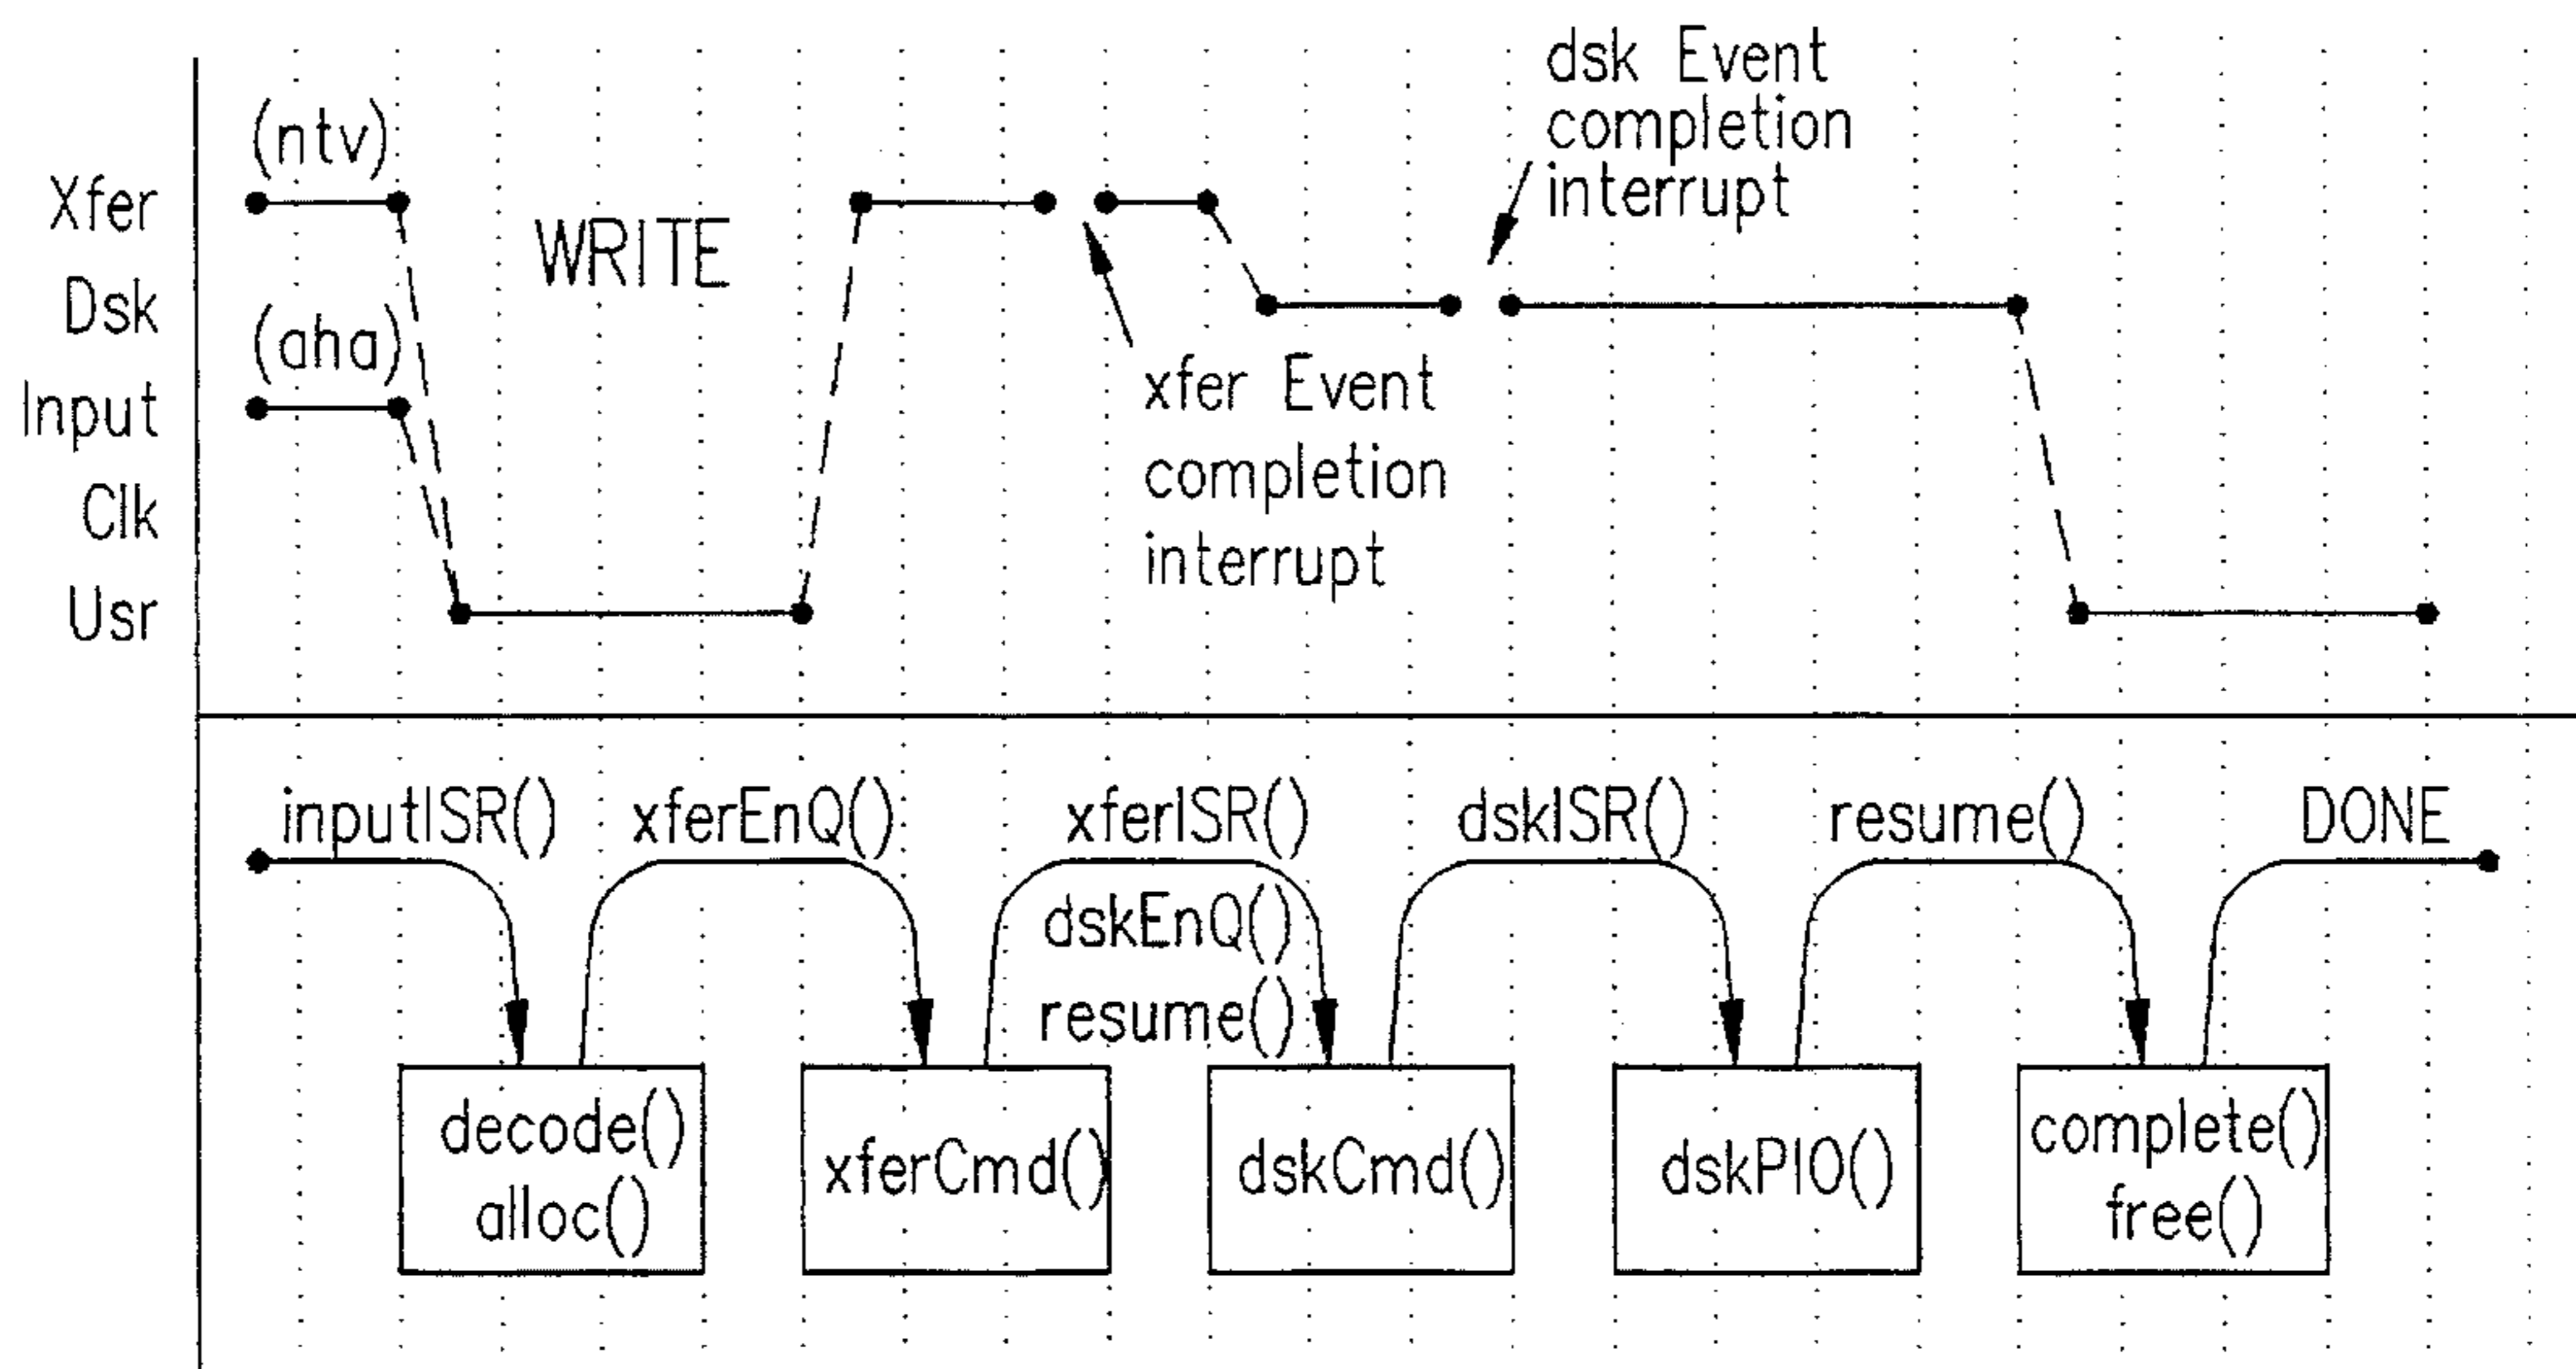 dsk Event
completion
interrupt
(ntv)
Xfer
WRITE
Dsk
(aha)
xfer Event
completion
interrupt
Input
Clk
Usr
inputISR()
xferEnQ()
xferISR()
dskISR()
resume()
DONE
dskEnQ()
resume()
decode()
alloc()
xferCmd()
dskCmd()
dskPIO()
complete()
free()